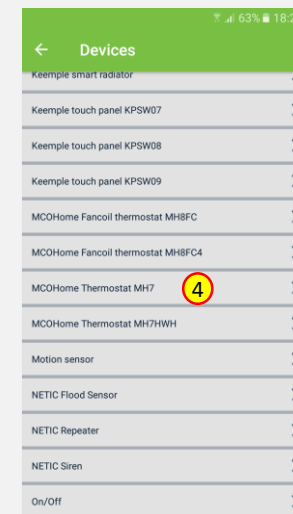 63% 18:2
← Devices
Keemple smart radiator
Keemple touch panel KPSW07
Keemple touch panel KPSW08
Keemple touch panel KPSW09
MCOHome Fancoil thermostat MH8FC
MCOHome Fancoil thermostat MH8FC4
MCOHome Thermostat MH7 4
MCOHome Thermostat MH7HWH
Motion sensor
NETIC Flood Sensor
NETIC Repeater
NETIC Siren
On/Off